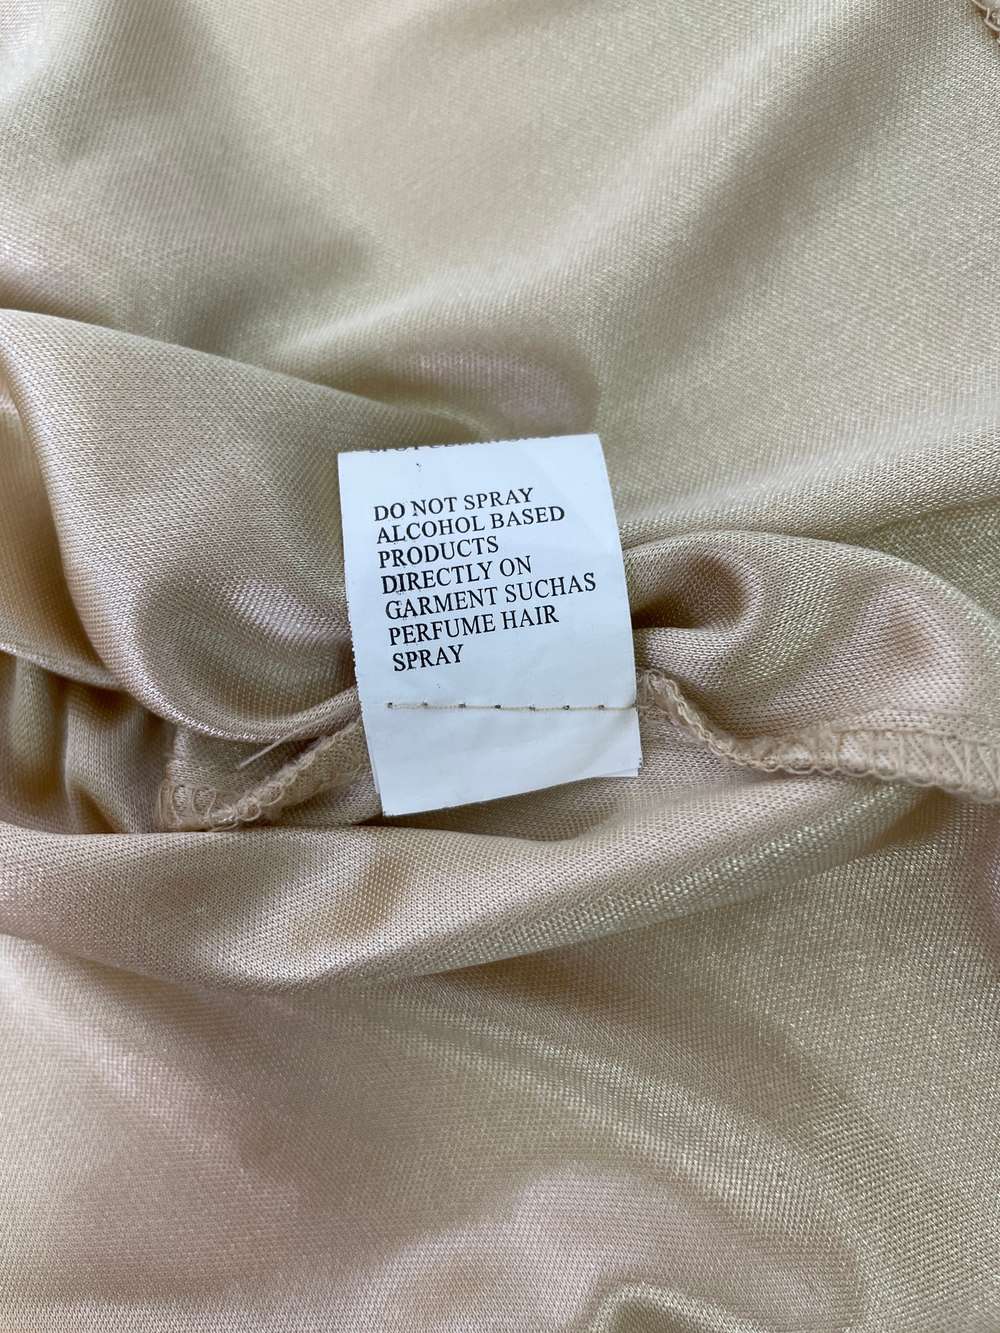 DO NOT SPRAY
ALCOHOL BASED
PRODUCTS
DIRECTLY ON
GARMENT SUCHAS
PERFUME HAIR
SPRAY